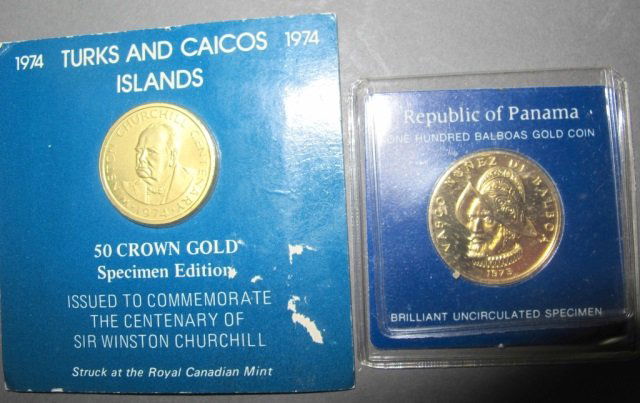 1974 TURKS AND CAICOS 1974
ISLANDS
WINSTON CHURCHILL CENTENARY
1974
50 CROWN GOLD
Specimen Edition
ISSUED TO COMMEMORATE
THE CENTENARY OF
SIR WINSTON CHURCHILL
Struck at the Royal Canadian Mint
Republic of Panama
ONE HUNDRED BALBOAS GOLD COIN
VASCO NUÑEZ DE BALBOA
1975
BRILLIANT UNCIRCULATED SPECIMEN